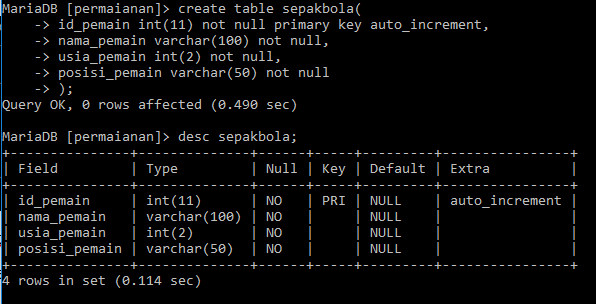 MariaDB [permaianan]> create table sepakbola(
    -> id_pemain int(11) not null primary key auto_increment,
    -> nama_pemain varchar(100) not null,
    -> usia_pemain int(2) not null,
    -> posisi_pemain varchar(50) not null
    -> );
Query OK, 0 rows affected (0.490 sec)

MariaDB [permaianan]> desc sepakbola;
+---------------+--------------+------+-----+---------+----------------+
| Field         | Type         | Null | Key | Default | Extra          |
+---------------+--------------+------+-----+---------+----------------+
| id_pemain     | int(11)      | NO   | PRI | NULL    | auto_increment |
| nama_pemain   | varchar(100) | NO   |     | NULL    |                |
| usia_pemain   | int(2)       | NO   |     | NULL    |                |
| posisi_pemain | varchar(50)  | NO   |     | NULL    |                |
+---------------+--------------+------+-----+---------+----------------+
4 rows in set (0.114 sec)